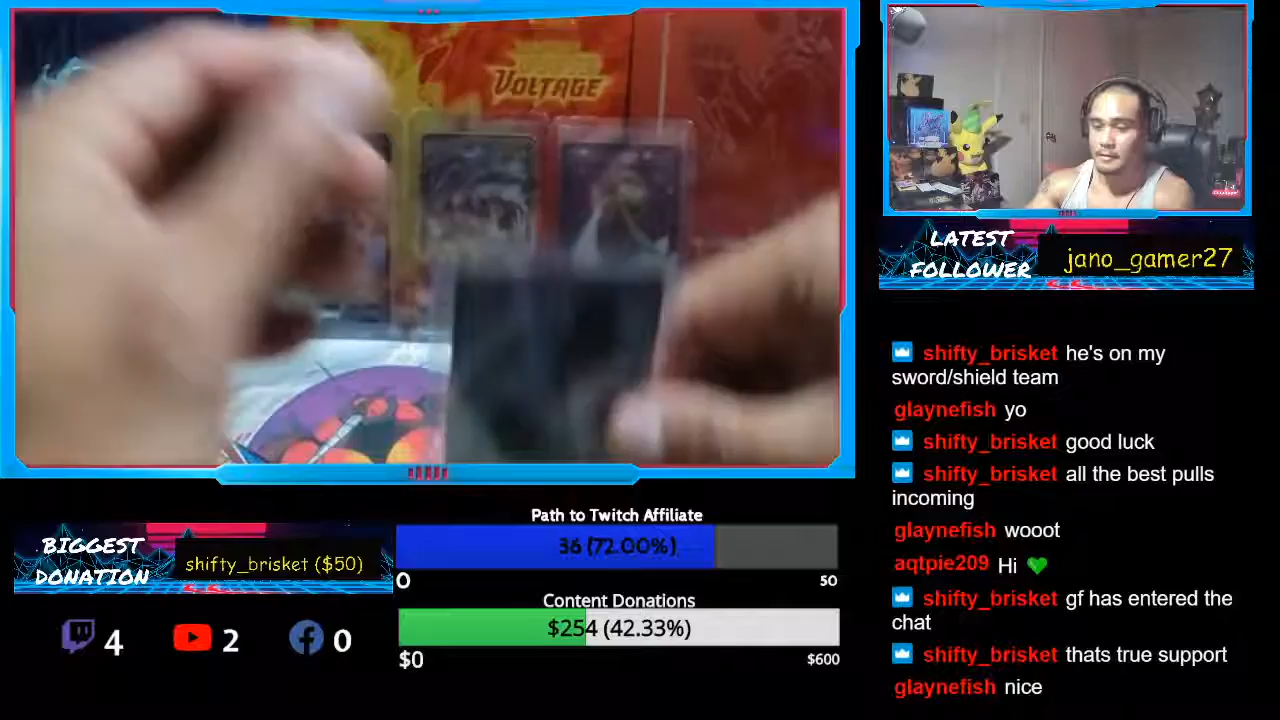 VOLTAGE
LATEST
FOLLOWER
jano_gamer27
shifty_brisket he's on my
sword/shield team
glaynefish yo
shifty_brisket good luck
shifty_brisket all the best pulls
incoming
glaynefish wooot
aqtpie209 Hi 💚
shifty_brisket gf has entered the
chat
shifty_brisket thats true support
glaynefish nice
BIGGEST
DONATION
shifty_brisket ($50)
Path to Twitch Affiliate
36 (72.00%)
0
50
Content Donations
$254 (42.33%)
$0
$600
4
2
0